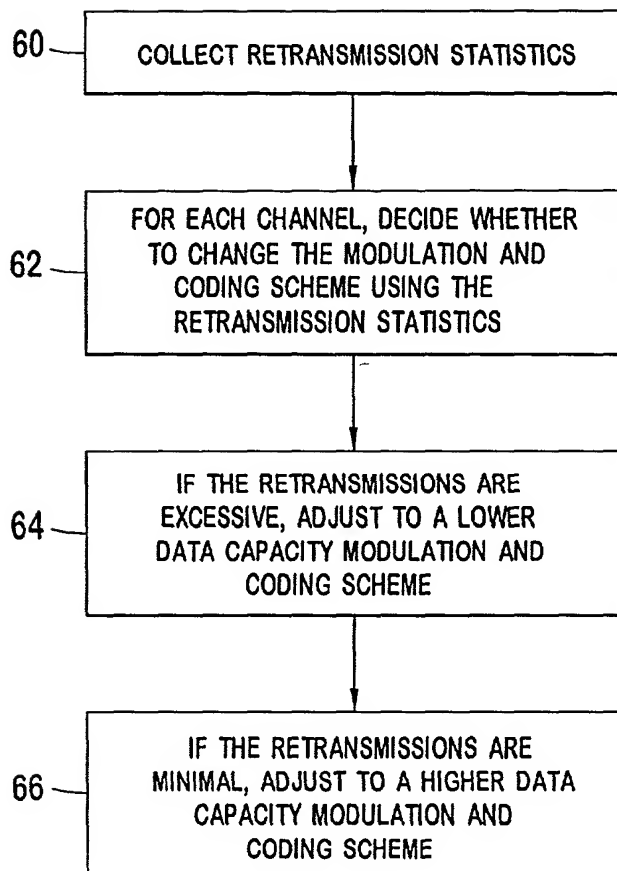 60
COLLECT RETRANSMISSION STATISTICS
62
FOR EACH CHANNEL, DECIDE WHETHER
TO CHANGE THE MODULATION AND
CODING SCHEME USING THE
RETRANSMISSION STATISTICS
64
IF THE RETRANSMISSIONS ARE
EXCESSIVE, ADJUST TO A LOWER
DATA CAPACITY MODULATION AND
CODING SCHEME
66
IF THE RETRANSMISSIONS ARE
MINIMAL, ADJUST TO A HIGHER DATA
CAPACITY MODULATION AND
CODING SCHEME